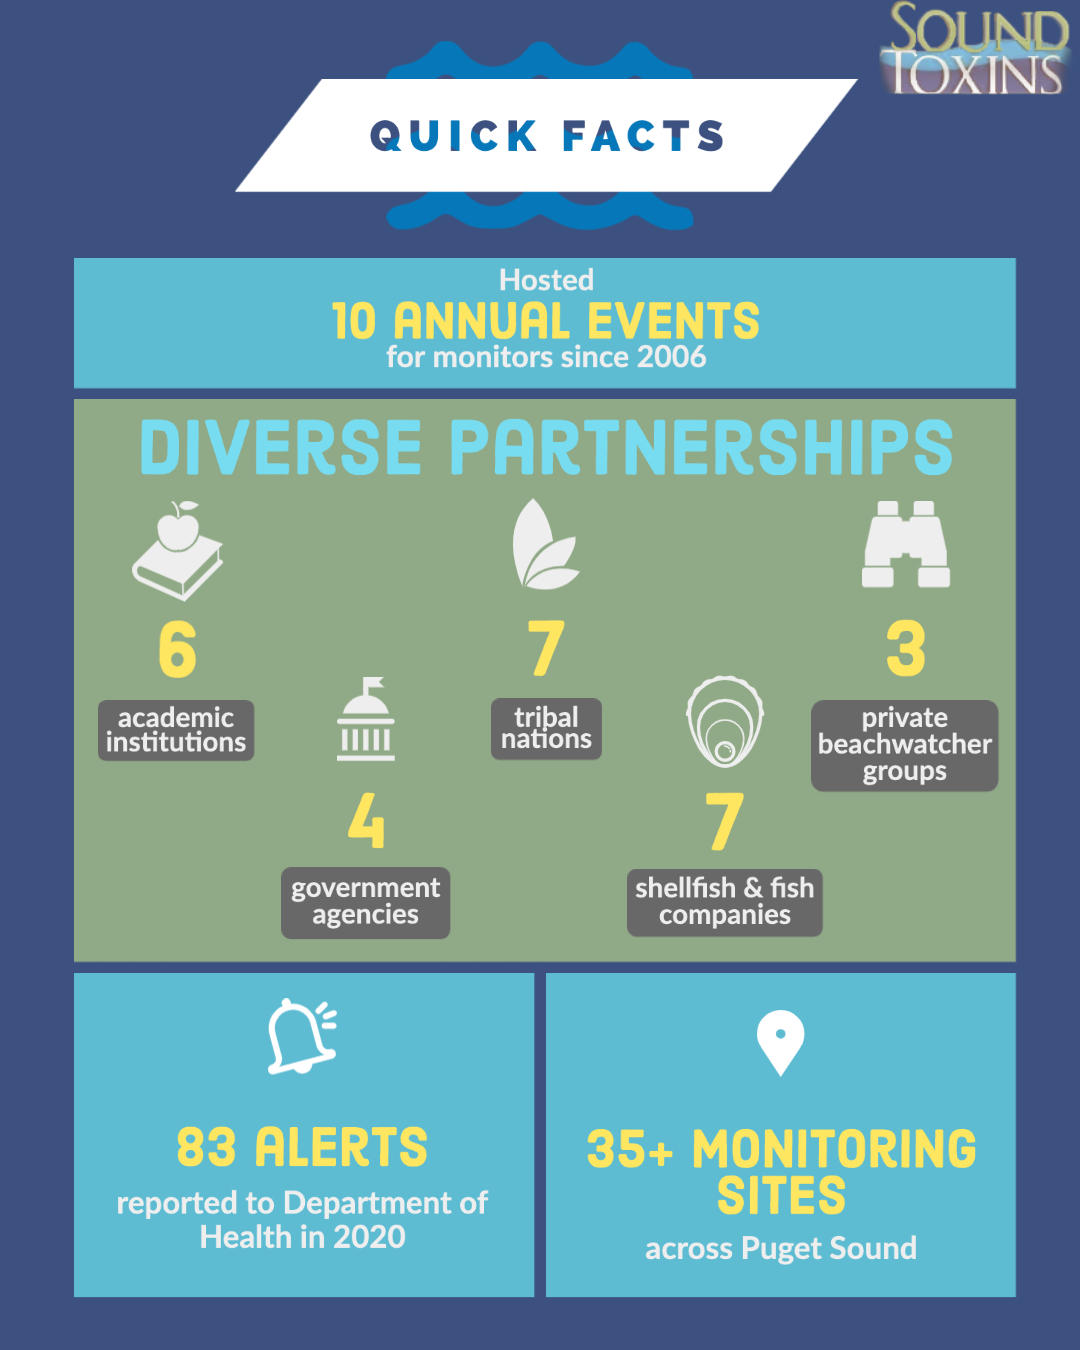 SOUND
TOXINS
QUICK FACTS
Hosted
10 ANNUAL EVENTS
for monitors since 2006
DIVERSE PARTNERSHIPS
6
academic
institutions
7
tribal
nations
3
private
beachwatcher
groups
4
government
agencies
7
shellfish & fish
companies
83 ALERTS
reported to Department of
Health in 2020
35+ MONITORING
SITES
across Puget Sound